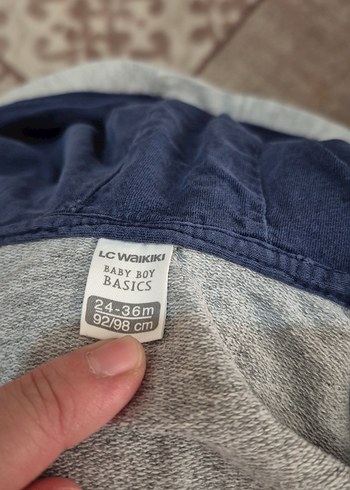 LC WAIKIKI
BABY BOY
BASICS
24-36m
92/98 cm